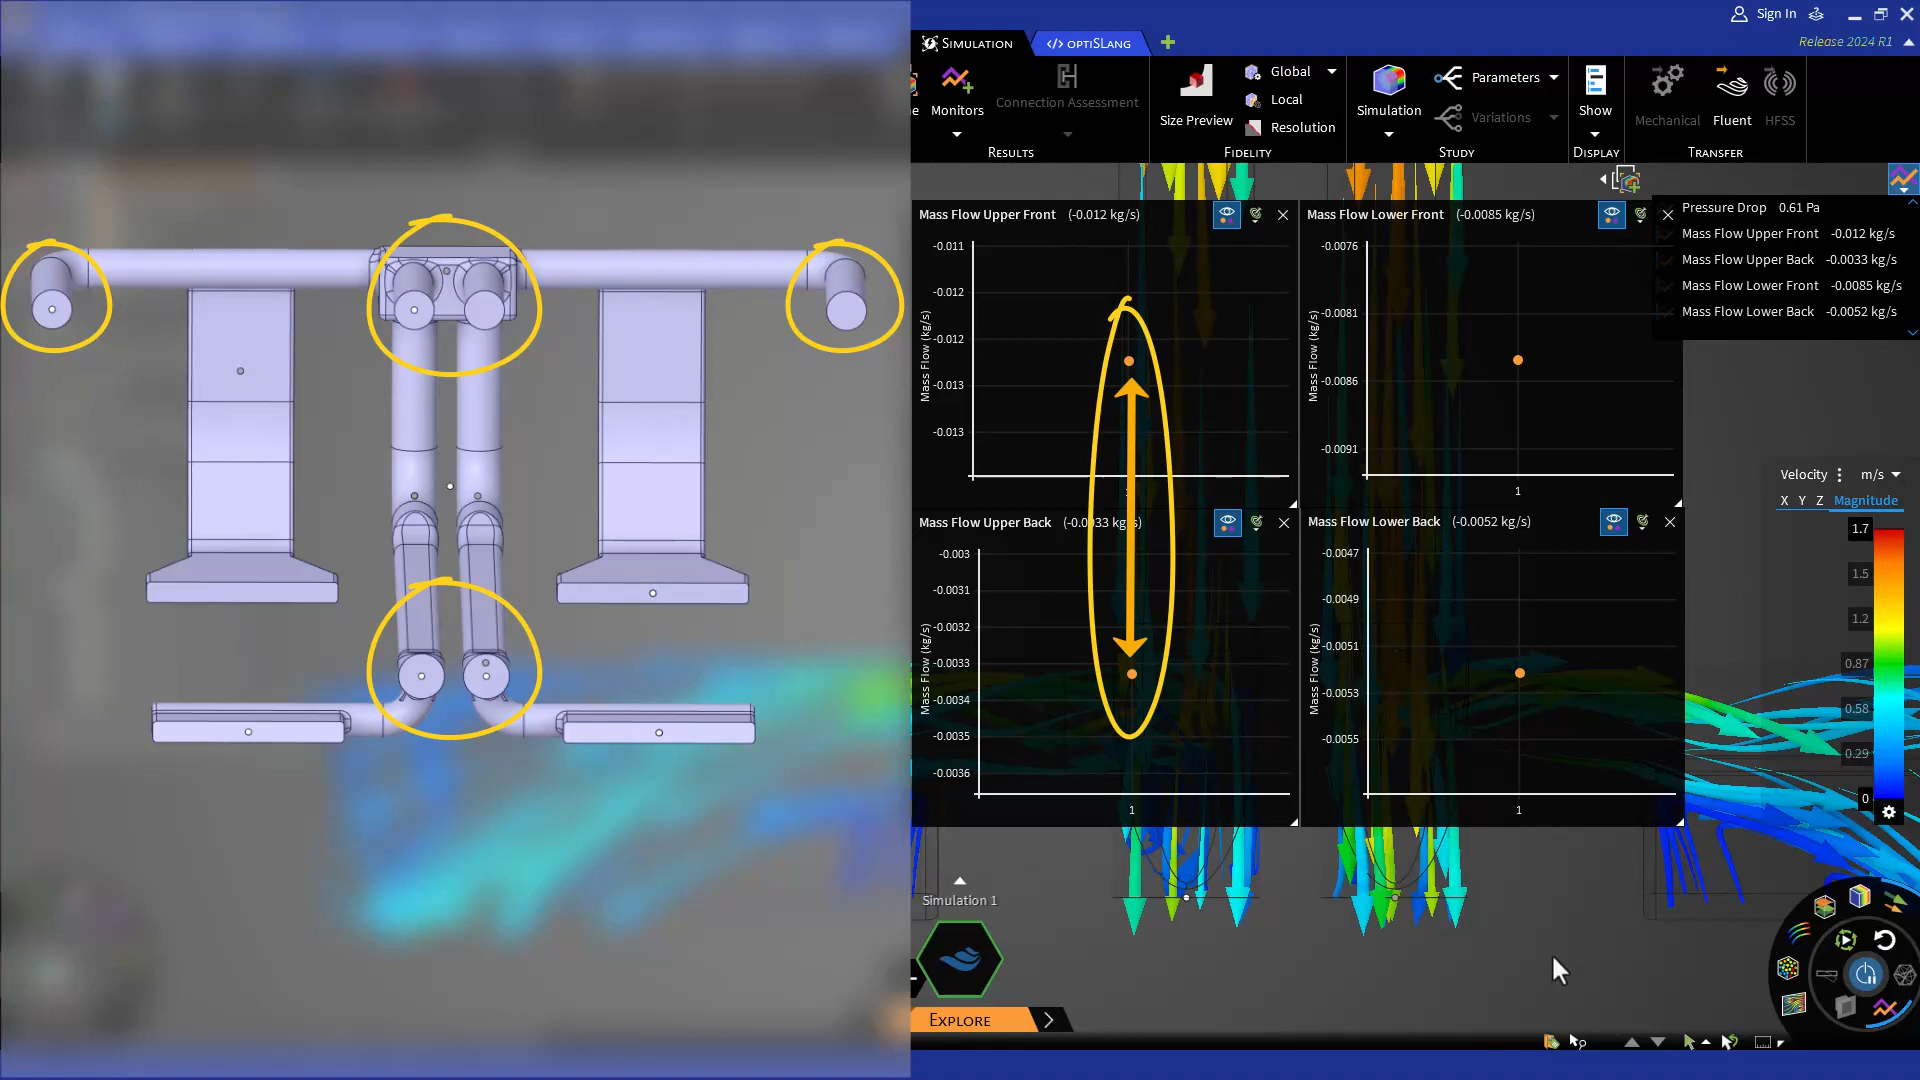 Sign In
SIMULATION
</> OPTISLANG
Release 2024 R1
Monitors
Connection Assessment
RESULTS
Size Preview
Global
Local
Resolution
FIDELITY
Simulation
Parameters
Variations
STUDY
Show
DISPLAY
Mechanical
Fluent
HFSS
TRANSFER
Mass Flow Upper Front (-0.012 kg/s)
-0.011
-0.012
-0.012
-0.013
-0.013
Mass Flow (kg/s)
Mass Flow Lower Front (-0.0085 kg/s)
-0.0076
-0.0081
-0.0086
-0.0091
Mass Flow (kg/s)
1
Pressure Drop 0.61 Pa
Mass Flow Upper Front -0.012 kg/s
Mass Flow Upper Back -0.0033 kg/s
Mass Flow Lower Front -0.0085 kg/s
Mass Flow Lower Back -0.0052 kg/s
Mass Flow Upper Back (-0.0033 kg/s)
-0.003
-0.0031
-0.0032
-0.0033
-0.0034
-0.0035
-0.0036
Mass Flow (kg/s)
1
Mass Flow Lower Back (-0.0052 kg/s)
-0.0047
-0.0049
-0.0051
-0.0053
-0.0055
Mass Flow (kg/s)
1
Velocity m/s
X Y Z Magnitude
1.7
1.5
1.2
0.87
0.58
0.29
0
Simulation 1
EXPLORE